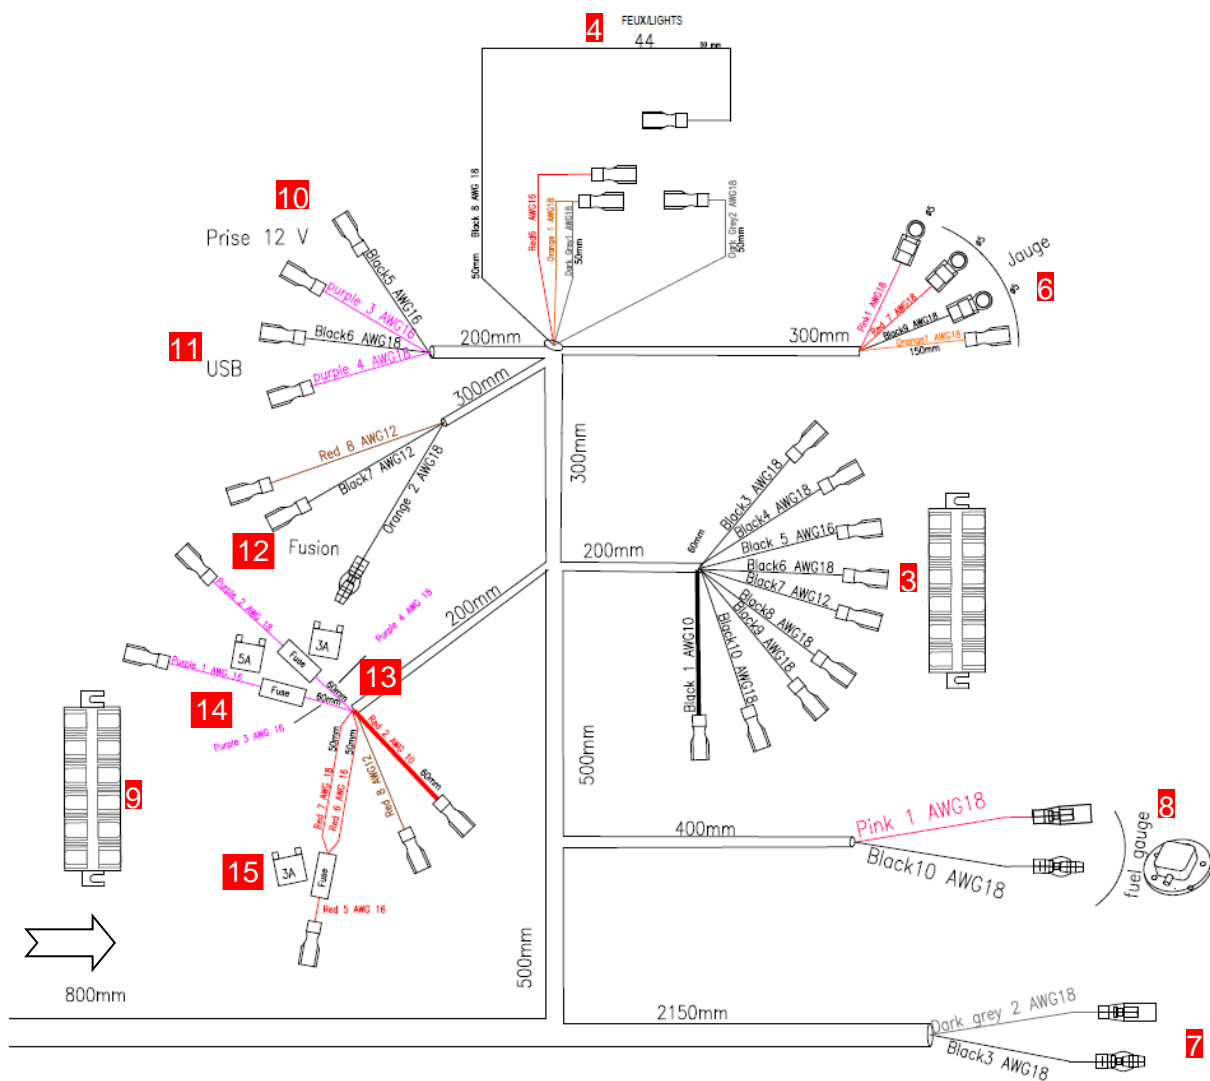 FEUX/LIGHTS
4
44
50 mm
50mm Black 8 AWG 18
Red6 AWG16
Orange 1 AWG18
Dark Grey1 AWG18
50mm
Dark Grey2 AWG18
50mm
10
Prise 12 V
Black5 AWG16
purple 3 AWG16
11
USB
Black6 AWG18
purple 4 AWG18
200mm
300mm
Pink1 AWG18
Red 7 AWG18
Black9 AWG18
Orange1 AWG18
150mm
ø5
ø5
ø5
Jauge
6
300mm
Red 8 AWG12
Black7 AWG12
Orange 2 AWG18
12
Fusion
300mm
200mm
60mm
Black3 AWG18
Black4 AWG18
Black 5 AWG16
Black6 AWG18
Black7 AWG12
Black8 AWG18
Black9 AWG18
Black10 AWG18
Black 1 AWG10
3
200mm
Purple 2 AWG 18
Purple 4 AWG 18
3A
5A
Fuse
Purple 1 AWG 16
Fuse
60mm
60mm
13
14
Purple 3 AWG 16
Red 2 AWG 10
60mm
50mm
50mm
Red 7 AWG 18
Red 6 AWG 16
Red 8 AWG12
9
15
3A
Fuse
Red 5 AWG 16
500mm
400mm
Pink 1 AWG18
Black10 AWG18
8
fuel gauge
500mm
800mm
2150mm
Dark grey 2 AWG18
Black3 AWG18
7